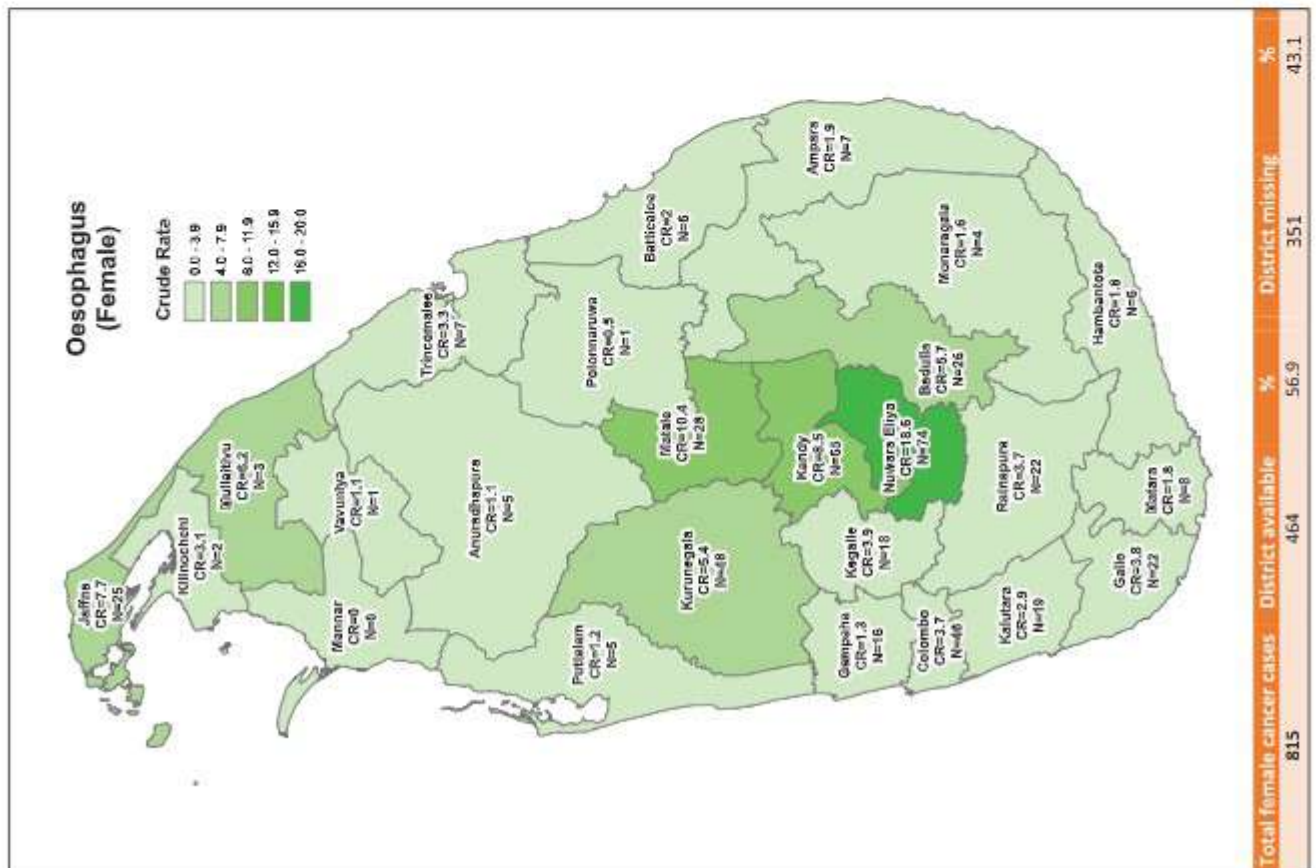 Oesophagus
(Female)
Crude Rate
0.0 - 3.9
4.0 - 7.9
8.0 - 11.9
12.0 - 15.9
16.0 - 20.0
Jaffna
CR=7.7
N=25
Kilinochchi
CR=3.1
N=2
Mullaitivu
CR=6.2
N=3
Mannar
CR=0
N=0
Vavuniya
CR=1.1
N=1
Trincomalee
CR=3.3
N=7
Anuradhapura
CR=1.1
N=5
Polonnaruwa
CR=0.5
N=1
Batticaloa
CR=2
N=6
Puttalam
CR=1.2
N=5
Kurunegala
CR=5.4
N=48
Matale
CR=10.4
N=28
Ampara
CR=1.9
N=7
Kandy
CR=8.5
Gampaha
CR=1.3
N=16
Kegalle
CR=3.9
N=18
Nuwara Eliya
N=74
Badulla
CR=5.7
N=26
Monaragala
CR=1.6
N=4
Colombo
CR=3.7
N=46
Kalutara
CR=2.9
N=19
Ratnapura
CR=3.7
N=22
Hambantota
Galle
CR=3.8
N=22
Matara
CR=1.8
N=8
Total female cancer cases District available % District missing %
815 464 56.9 351 43.1